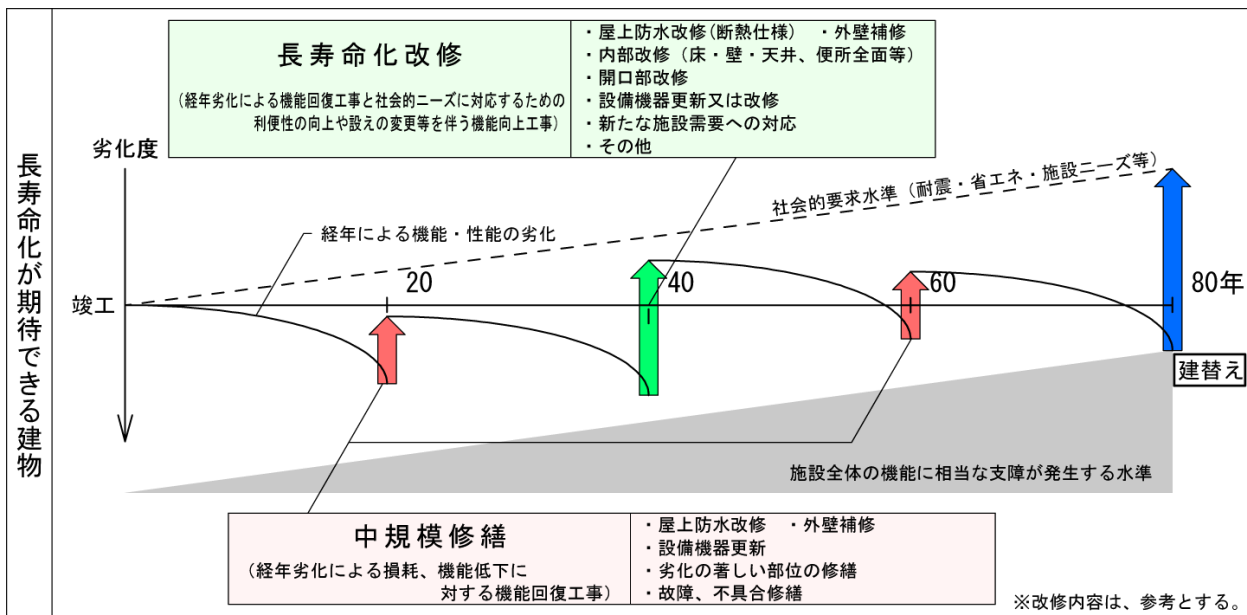 長寿命化が期待できる建物
長寿命化改修
(経年劣化による機能回復工事と社会的ニーズに対応するための
利便性の向上や設えの変更等を伴う機能向上工事)
・屋上防水改修(断熱仕様) ・外壁補修
・内部改修(床・壁・天井、便所全面等)
・開口部改修
・設備機器更新又は改修
・新たな施設需要への対応
・その他
劣化度
社会的要求水準(耐震・省エネ・施設ニーズ等)
経年による機能・性能の劣化
竣工
20
40
60
80年
建替え
施設全体の機能に相当な支障が発生する水準
中規模修繕
(経年劣化による損耗、機能低下に
対する機能回復工事)
・屋上防水改修 ・外壁補修
・設備機器更新
・劣化の著しい部位の修繕
・故障、不具合修繕
※改修内容は、参考とする。